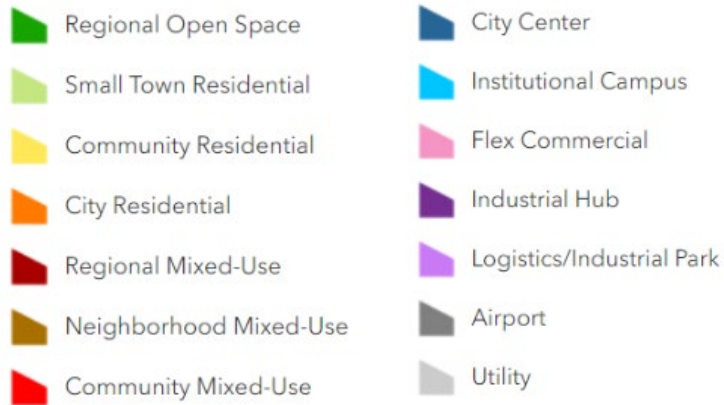 Regional Open Space
Small Town Residential
Community Residential
City Residential
Regional Mixed-Use
Neighborhood Mixed-Use
Community Mixed-Use
City Center
Institutional Campus
Flex Commercial
Industrial Hub
Logistics/Industrial Park
Airport
Utility